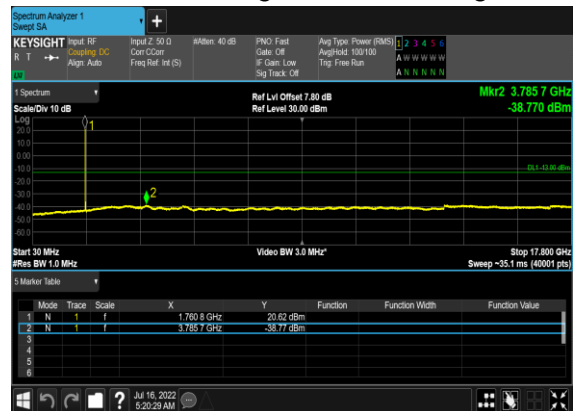 Spectrum Analyzer 1
Swept SA
KEYSIGHT Input: RF Input Z: 50 Ω #Atten: 40 dB PNO: Fast Avg Type: Power (RMS) 1 2 3 4 5 6
R T Coupling: DC Corr CCorr Gate: Off Avg|Hold: 100/100 A W W W W W
Align: Auto Freq Ref: Int (S) IF Gain: Low Trig: Free Run
LW Sig Track: Off A N N N N N
1 Spectrum Ref Lvl Offset 7.80 dB Mkr2 3.785 7 GHz
Scale/Div 10 dB Ref Level 30.00 dBm -38.770 dBm
Log
20.0 1
10.0
0.00
-10.0 DL1 -13.00 dBm
-20.0
-30.0 2
-40.0
-50.0
-60.0
Start 30 MHz Video BW 3.0 MHz* Stop 17.800 GHz
#Res BW 1.0 MHz Sweep ~35.1 ms (40001 pts)
5 Marker Table
Mode Trace Scale X Y Function Function Width Function Value
1 N 1 f 1.760 8 GHz 20.62 dBm
2 N 1 f 3.785 7 GHz -38.77 dBm
3
4
5
6
? Jul 16, 2022
5:20:29 AM